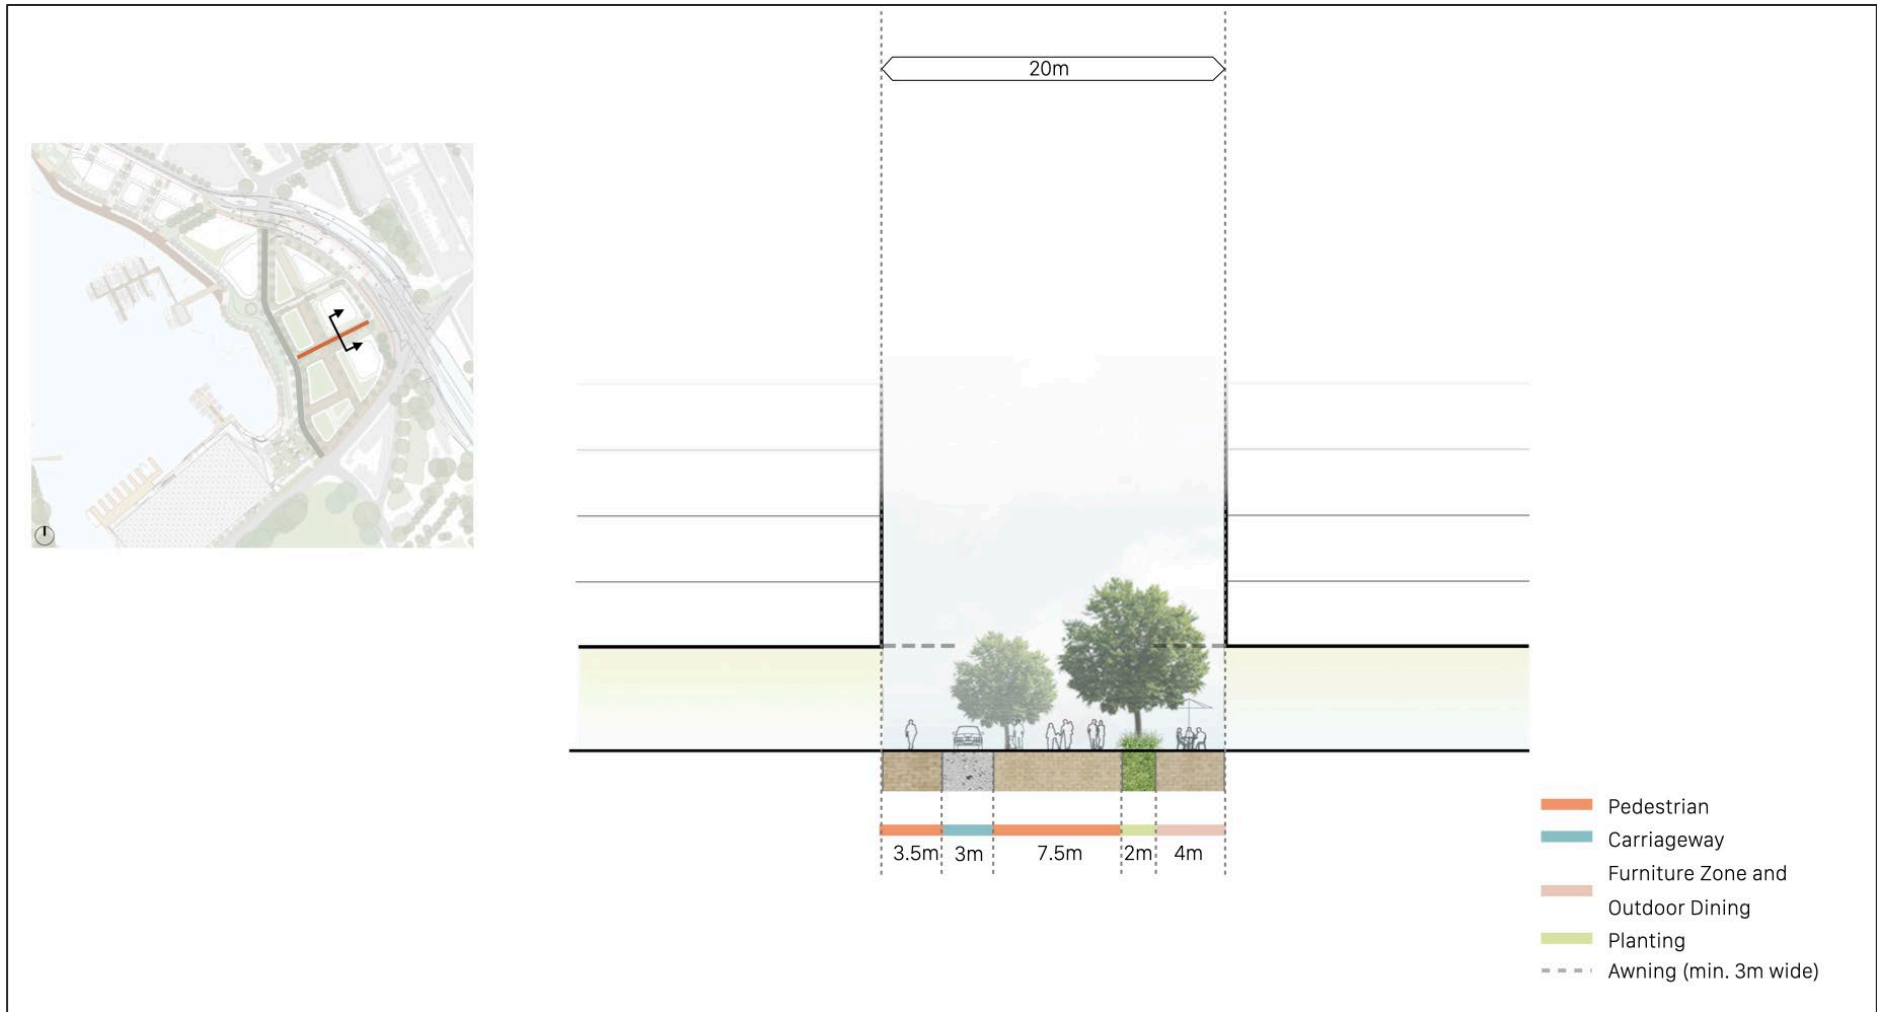 20m
3.5m
3m
7.5m
2m
4m
Pedestrian
Carriageway
Furniture Zone and
Outdoor Dining
Planting
Awning (min. 3m wide)